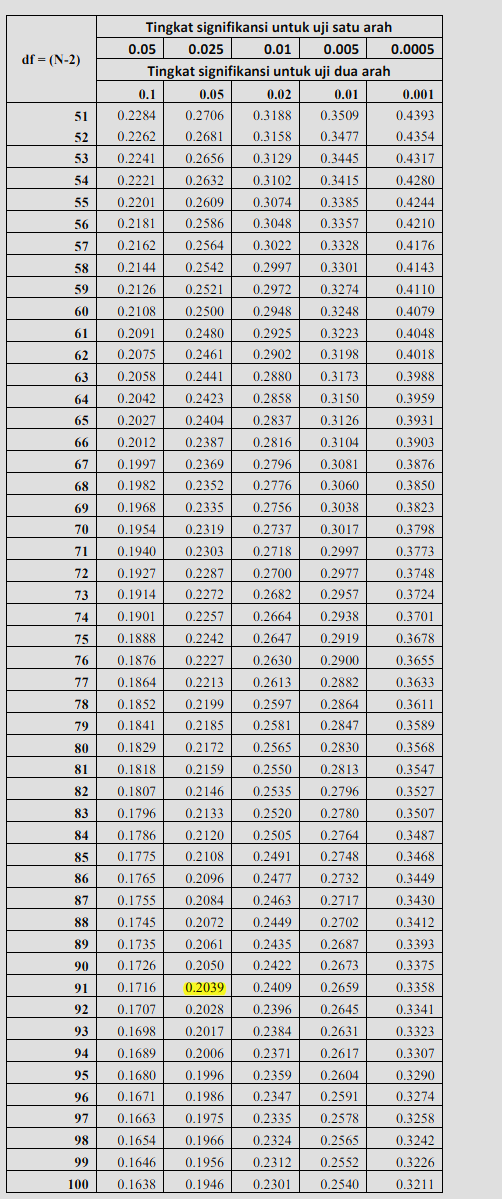 Tingkat signifikansi untuk uji satu arah
df = (N-2) 0.05 0.025 0.01 0.005 0.0005
Tingkat signifikansi untuk uji dua arah
0.1 0.05 0.02 0.01 0.001
51 0.2284 0.2706 0.3188 0.3509 0.4393
52 0.2262 0.2681 0.3158 0.3477 0.4354
53 0.2241 0.2656 0.3129 0.3445 0.4317
54 0.2221 0.2632 0.3102 0.3415 0.4280
55 0.2201 0.2609 0.3074 0.3385 0.4244
56 0.2181 0.2586 0.3048 0.3357 0.4210
57 0.2162 0.2564 0.3022 0.3328 0.4176
58 0.2144 0.2542 0.2997 0.3301 0.4143
59 0.2126 0.2521 0.2972 0.3274 0.4110
60 0.2108 0.2500 0.2948 0.3248 0.4079
61 0.2091 0.2480 0.2925 0.3223 0.4048
62 0.2075 0.2461 0.2902 0.3198 0.4018
63 0.2058 0.2441 0.2880 0.3173 0.3988
64 0.2042 0.2423 0.2858 0.3150 0.3959
65 0.2027 0.2404 0.2837 0.3126 0.3931
66 0.2012 0.2387 0.2816 0.3104 0.3903
67 0.1997 0.2369 0.2796 0.3081 0.3876
68 0.1982 0.2352 0.2776 0.3060 0.3850
69 0.1968 0.2335 0.2756 0.3038 0.3823
70 0.1954 0.2319 0.2737 0.3017 0.3798
71 0.1940 0.2303 0.2718 0.2997 0.3773
72 0.1927 0.2287 0.2700 0.2977 0.3748
73 0.1914 0.2272 0.2682 0.2957 0.3724
74 0.1901 0.2257 0.2664 0.2938 0.3701
75 0.1888 0.2242 0.2647 0.2919 0.3678
76 0.1876 0.2227 0.2630 0.2900 0.3655
77 0.1864 0.2213 0.2613 0.2882 0.3633
78 0.1852 0.2199 0.2597 0.2864 0.3611
79 0.1841 0.2185 0.2581 0.2847 0.3589
80 0.1829 0.2172 0.2565 0.2830 0.3568
81 0.1818 0.2159 0.2550 0.2813 0.3547
82 0.1807 0.2146 0.2535 0.2796 0.3527
83 0.1796 0.2133 0.2520 0.2780 0.3507
84 0.1786 0.2120 0.2505 0.2764 0.3487
85 0.1775 0.2108 0.2491 0.2748 0.3468
86 0.1765 0.2096 0.2477 0.2732 0.3449
87 0.1755 0.2084 0.2463 0.2717 0.3430
88 0.1745 0.2072 0.2449 0.2702 0.3412
89 0.1735 0.2061 0.2435 0.2687 0.3393
90 0.1726 0.2050 0.2422 0.2673 0.3375
91 0.1716 0.2039 0.2409 0.2659 0.3358
92 0.1707 0.2028 0.2396 0.2645 0.3341
93 0.1698 0.2017 0.2384 0.2631 0.3323
94 0.1689 0.2006 0.2371 0.2617 0.3307
95 0.1680 0.1996 0.2359 0.2604 0.3290
96 0.1671 0.1986 0.2347 0.2591 0.3274
97 0.1663 0.1975 0.2335 0.2578 0.3258
98 0.1654 0.1966 0.2324 0.2565 0.3242
99 0.1646 0.1956 0.2312 0.2552 0.3226
100 0.1638 0.1946 0.2301 0.2540 0.3211